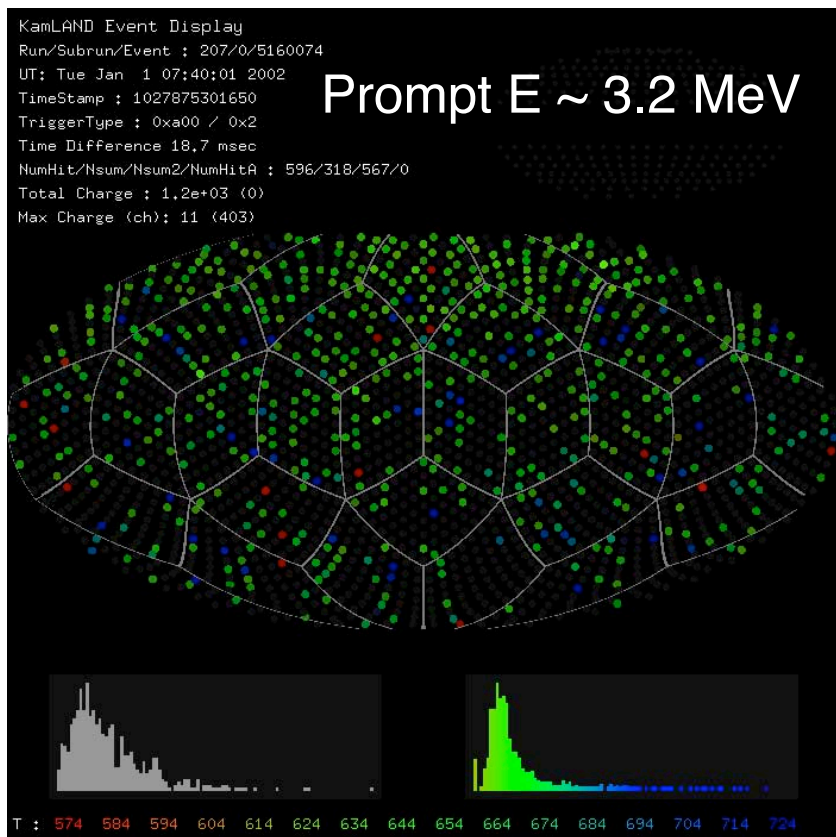 KamLAND Event Display
Run/Subrun/Event : 207/0/5160074
UT: Tue Jan  1 07:40:01 2002
TimeStamp : 1027875301650
TriggerType : 0xa00 / 0x2
Time Difference 18.7 msec
NumHit/Nsum/Nsum2/NumHitA : 596/318/567/0
Total Charge : 1.2e+03 (0)
Max Charge (ch): 11 (403)
Prompt E ~ 3.2 MeV
T : 574 584 594 604 614 624 634 644 654 664 674 684 694 704 714 724